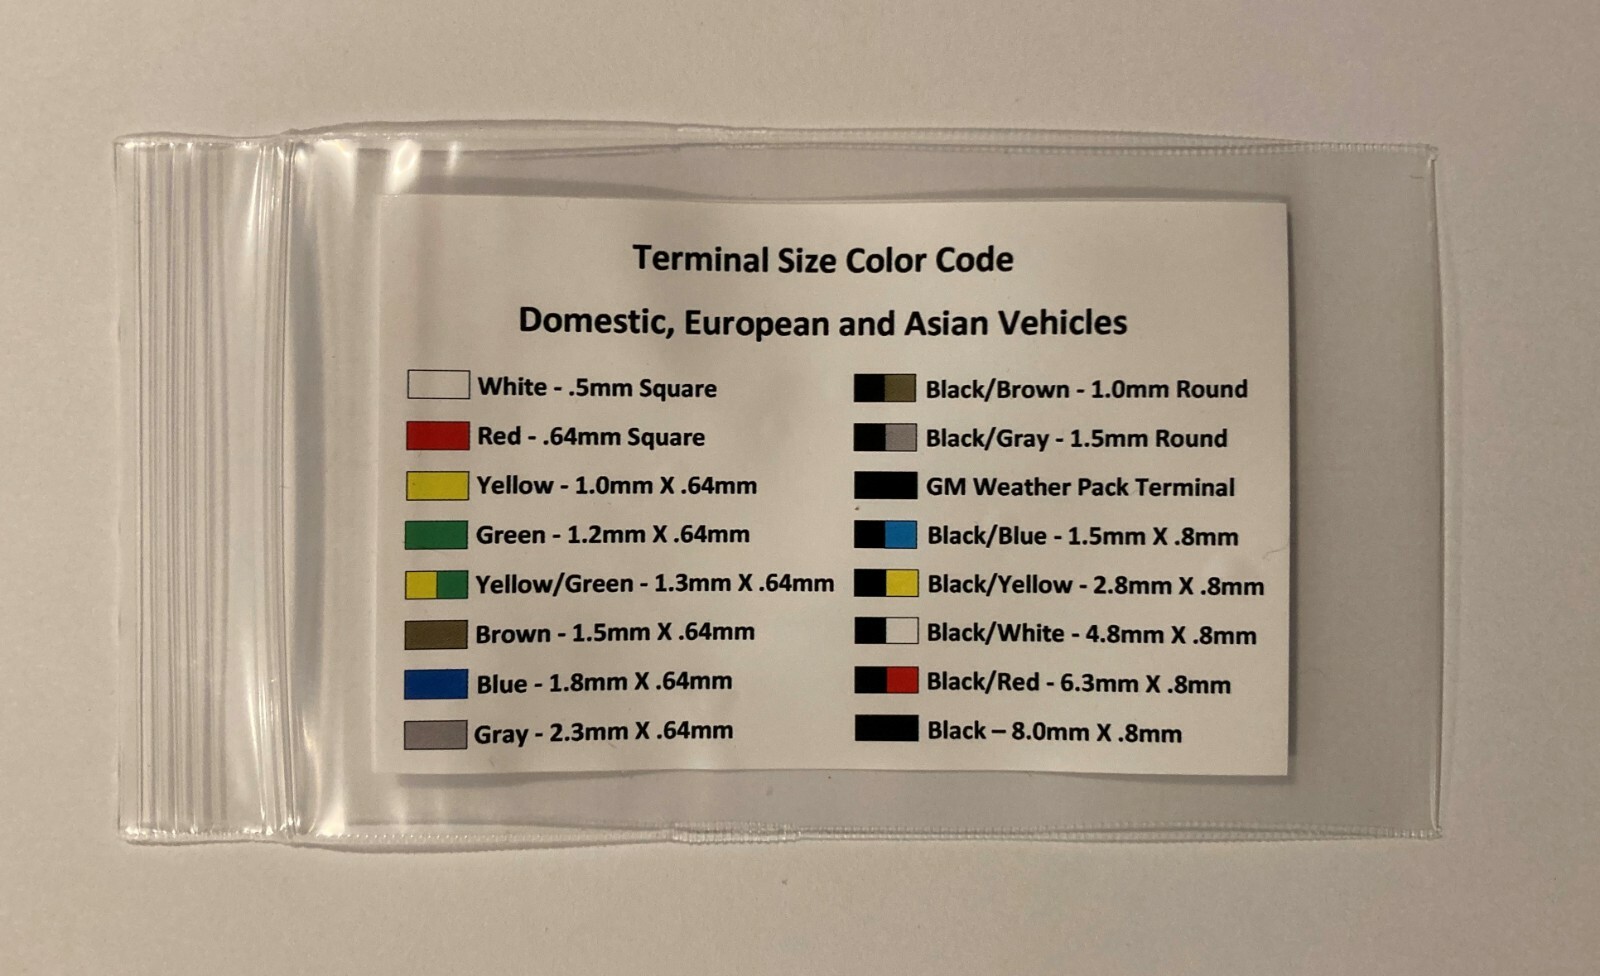 Terminal Size Color Code
Domestic, European and Asian Vehicles
White - .5mm Square
Red - .64mm Square
Yellow - 1.0mm X .64mm
Green - 1.2mm X .64mm
Yellow/Green - 1.3mm X .64mm
Brown - 1.5mm X .64mm
Blue - 1.8mm X .64mm
Gray - 2.3mm X .64mm
Black/Brown - 1.0mm Round
Black/Gray - 1.5mm Round
GM Weather Pack Terminal
Black/Blue - 1.5mm X .8mm
Black/Yellow - 2.8mm X .8mm
Black/White - 4.8mm X .8mm
Black/Red - 6.3mm X .8mm
Black – 8.0mm X .8mm